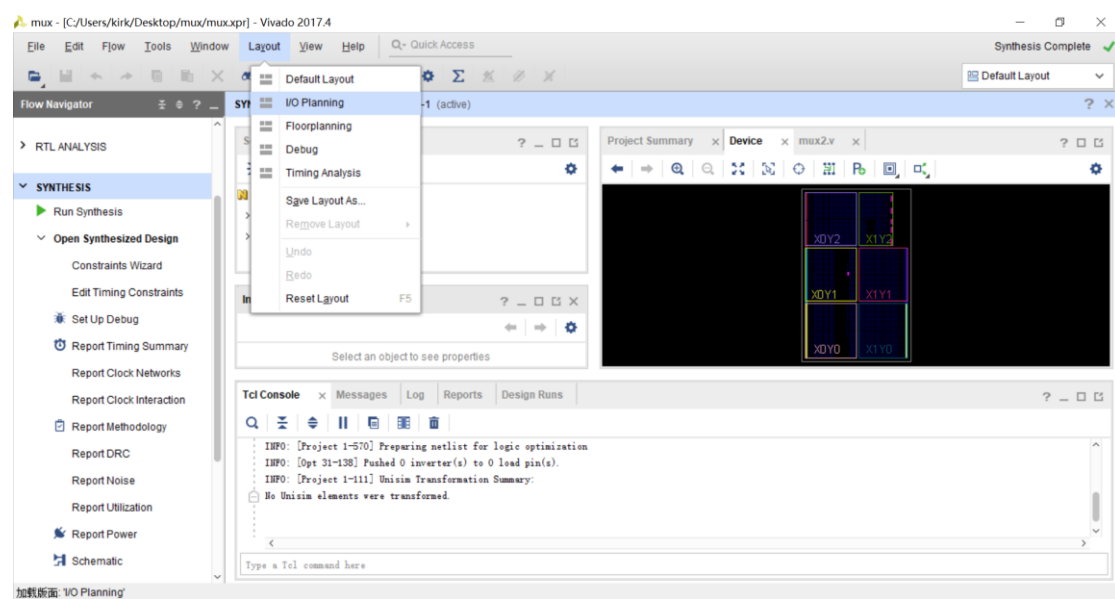 mux - [C:/Users/kirk/Desktop/mux/mux.xpr] - Vivado 2017.4
File Edit Flow Tools Window Layout View Help Q- Quick Access Synthesis Complete
Default Layout
Flow Navigator
-1 (active)
RTL ANALYSIS
SYNTHESIS
Run Synthesis
Open Synthesized Design
Constraints Wizard
Edit Timing Constraints
Set Up Debug
Report Timing Summary
Report Clock Networks
Report Clock Interaction
Report Methodology
Report DRC
Report Noise
Report Utilization
Report Power
Schematic
Default Layout
I/O Planning
Floorplanning
Debug
Timing Analysis
Save Layout As...
Remove Layout
Undo
Redo
Reset Layout F5
Select an object to see properties
Project Summary Device mux2.v
X0Y2 X1Y2
X0Y1 X1Y1
X0Y0 X1Y0
Tcl Console Messages Log Reports Design Runs
INFO: [Project 1-570] Preparing netlist for logic optimization
INFO: [Opt 31-138] Pushed 0 inverter(s) to 0 load pin(s).
INFO: [Project 1-111] Unisim Transformation Summary:
No Unisim elements were transformed.
Type a Tcl command here
加载版面: 'I/O Planning'